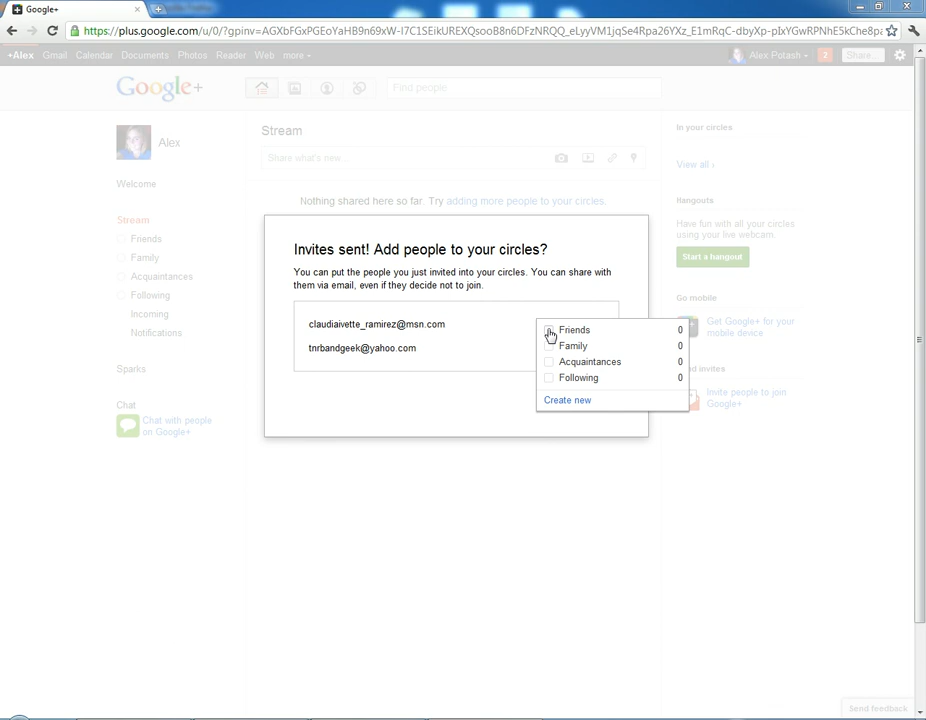 Google+
https://plus.google.com/u/0/?gpinv=
+Alex Gmail Calendar Documents Photos Reader Web more
Alex Potash 2 Share...
Google+
Find people
Alex
Stream
In your circles
Share what's new...
View all ›
Welcome
Nothing shared here so far. Try adding more people to your circles.
Hangouts
Stream
Have fun with all your circles
using your live webcam.
Friends
Start a hangout
Family
Acquaintances
Following
Incoming
Notifications
Sparks
Chat
Chat with people
on Google+
Invites sent! Add people to your circles?
You can put the people you just invited into your circles. You can share with
them via email, even if they decide not to join.
claudiaivette_ramirez@msn.com
tnrbandgeek@yahoo.com
Friends 0
Family 0
Acquaintances 0
Following 0
Create new
Go mobile
Get Google+ for your
mobile device
invites
Invite people to join
Google+
Send feedback